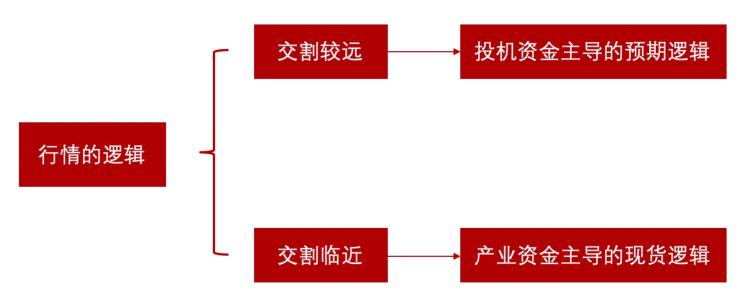 行情的逻辑
交割较远
投机资金主导的预期逻辑
交割临近
产业资金主导的现货逻辑